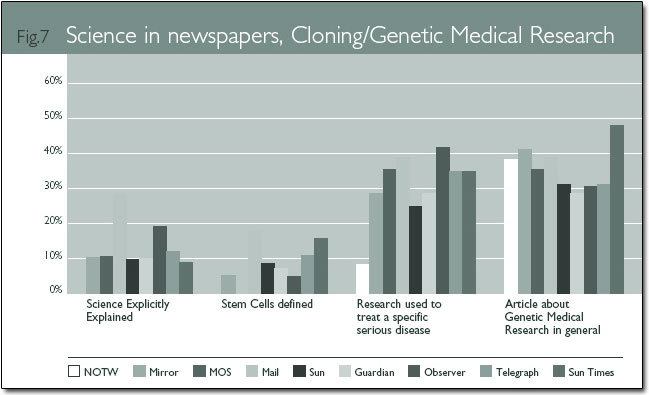 Fig.7 Science in newspapers, Cloning/Genetic Medical Research
60%
50%
40%
30%
20%
10%
0%
Science Explicitly
Explained
Stem Cells defined
Research used to
treat a specific
serious disease
Article about
Genetic Medical
Research in general
NOTW Mirror MOS Mail Sun Guardian Observer Telegraph Sun Times